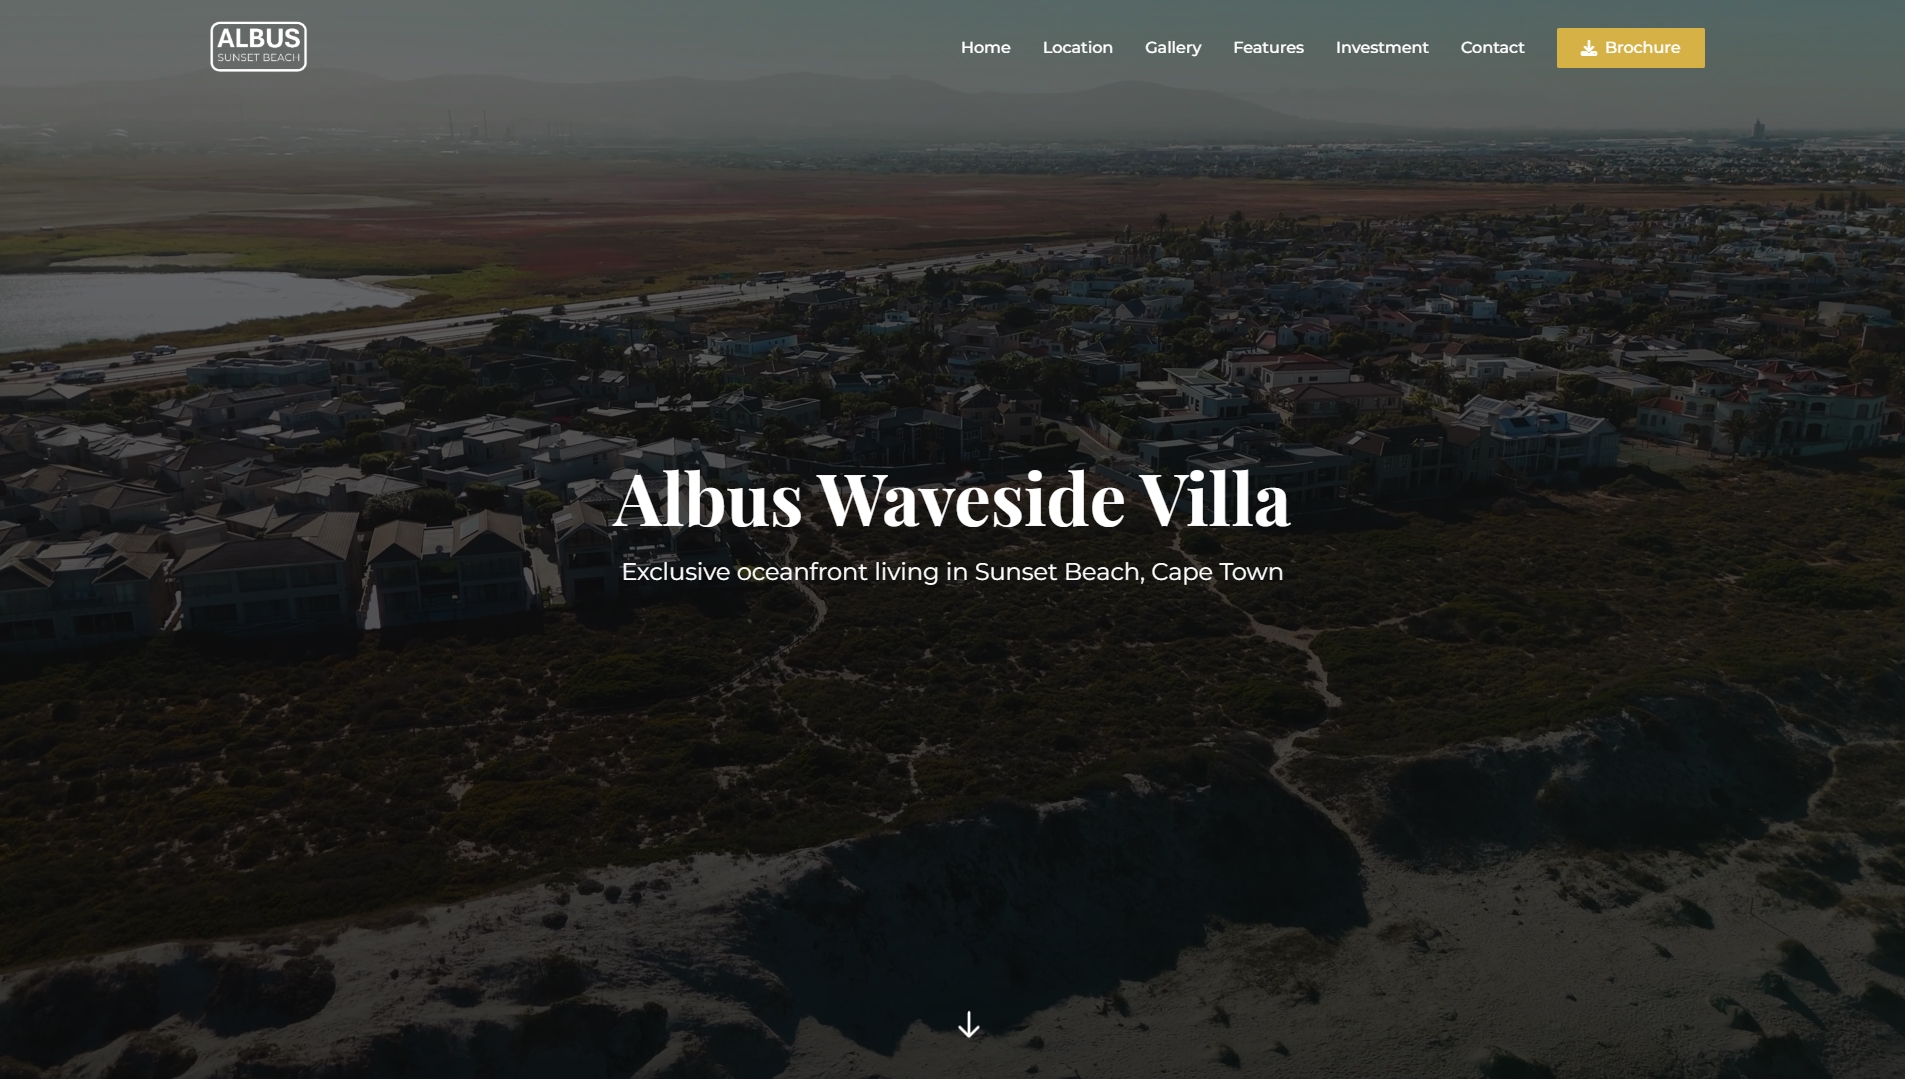 ALBUS
SUNSET BEACH
Home Location Gallery Features Investment Contact Brochure
Albus Waveside Villa
Exclusive oceanfront living in Sunset Beach, Cape Town